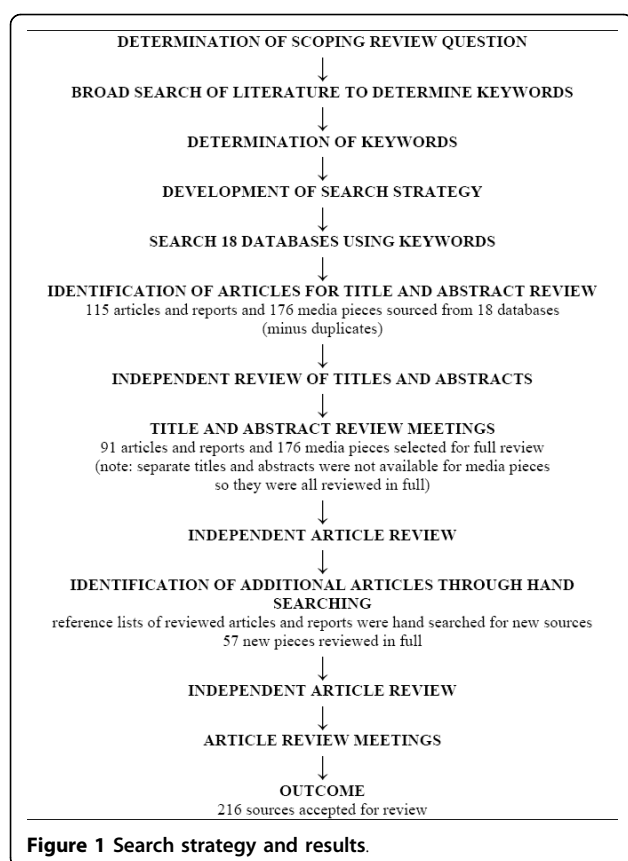 DETERMINATION OF SCOPING REVIEW QUESTION
↓
BROAD SEARCH OF LITERATURE TO DETERMINE KEYWORDS
↓
DETERMINATION OF KEYWORDS
↓
DEVELOPMENT OF SEARCH STRATEGY
↓
SEARCH 18 DATABASES USING KEYWORDS
↓
IDENTIFICATION OF ARTICLES FOR TITLE AND ABSTRACT REVIEW
115 articles and reports and 176 media pieces sourced from 18 databases
(minus duplicates)
↓
INDEPENDENT REVIEW OF TITLES AND ABSTRACTS
↓
TITLE AND ABSTRACT REVIEW MEETINGS
91 articles and reports and 176 media pieces selected for full review
(note: separate titles and abstracts were not available for media pieces
so they were all reviewed in full)
↓
INDEPENDENT ARTICLE REVIEW
↓
IDENTIFICATION OF ADDITIONAL ARTICLES THROUGH HAND
SEARCHING
reference lists of reviewed articles and reports were hand searched for new sources
57 new pieces reviewed in full
↓
INDEPENDENT ARTICLE REVIEW
↓
ARTICLE REVIEW MEETINGS
↓
OUTCOME
216 sources accepted for review
Figure 1 Search strategy and results.